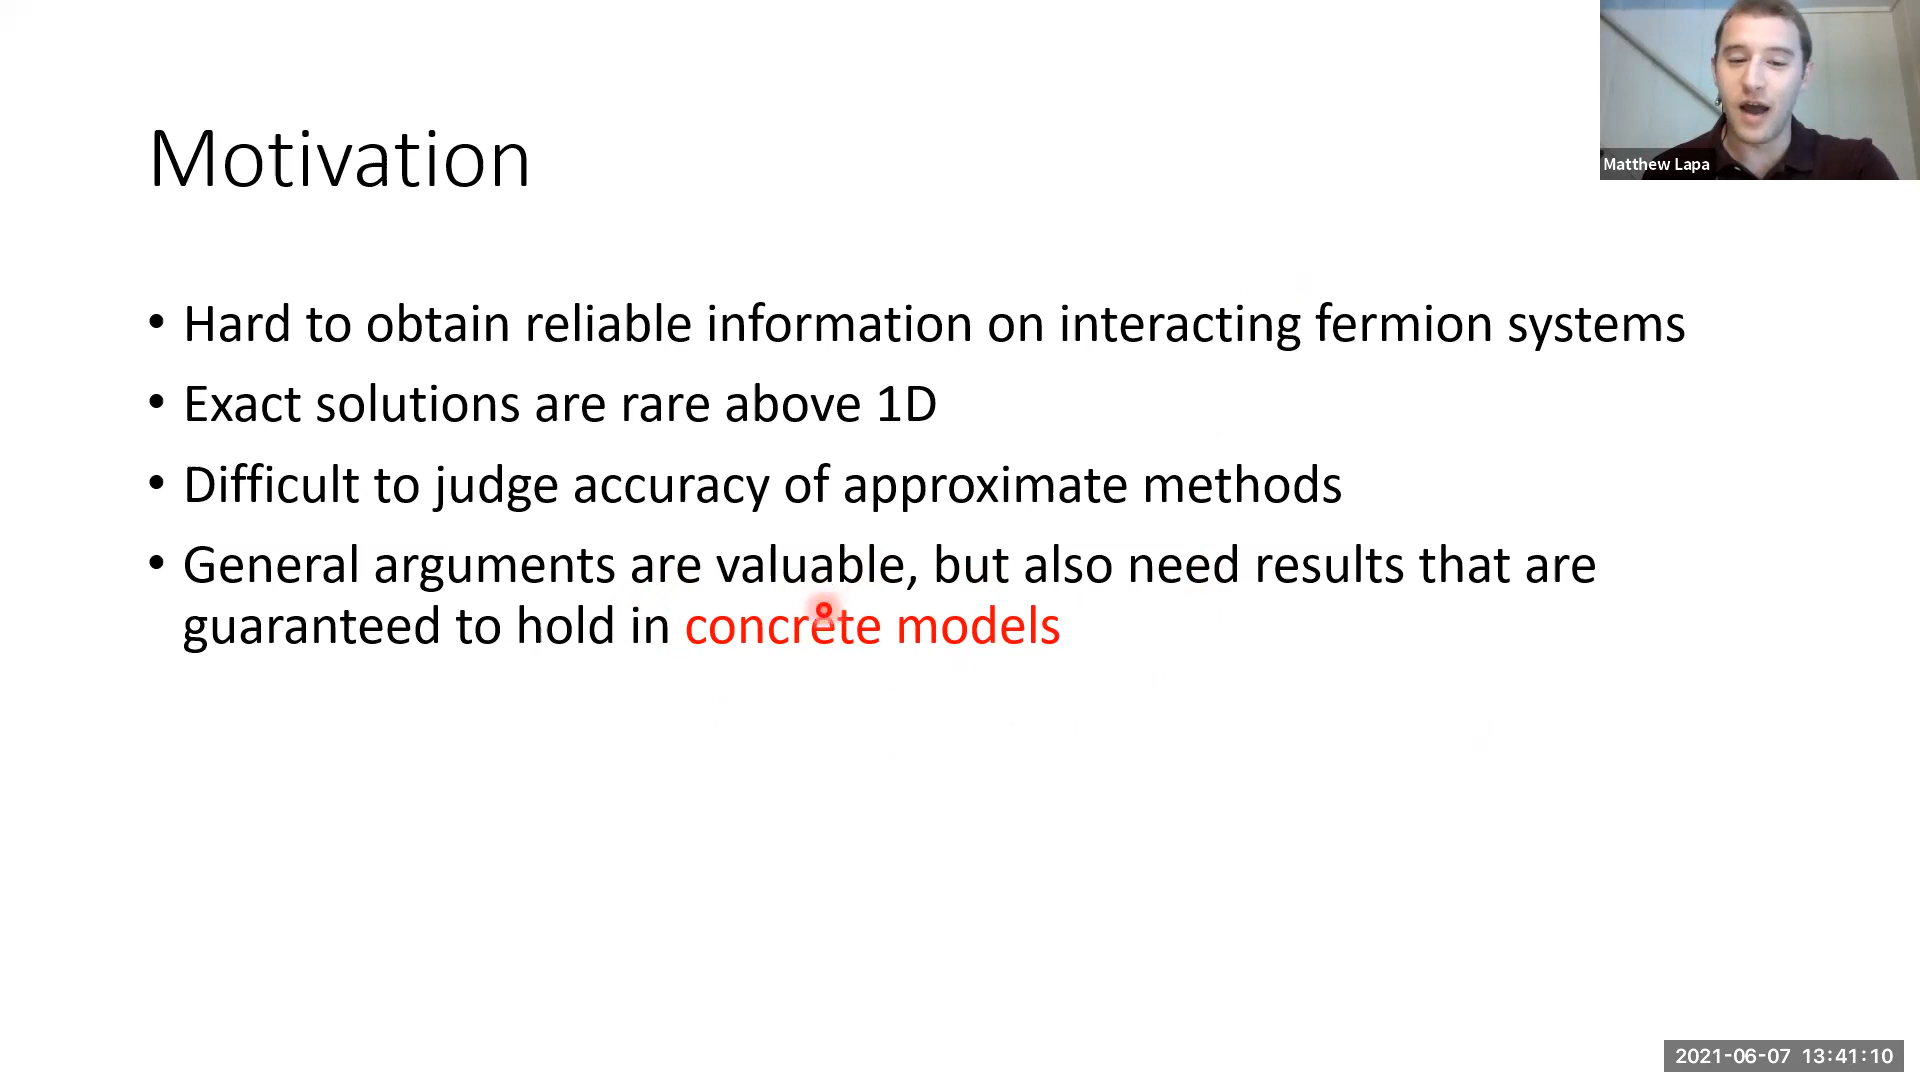 Motivation
Matthew Lapa
• Hard to obtain reliable information on interacting fermion systems
• Exact solutions are rare above 1D
• Difficult to judge accuracy of approximate methods
• General arguments are valuable, but also need results that are
guaranteed to hold in concrete models
2021-06-07 13:41:10